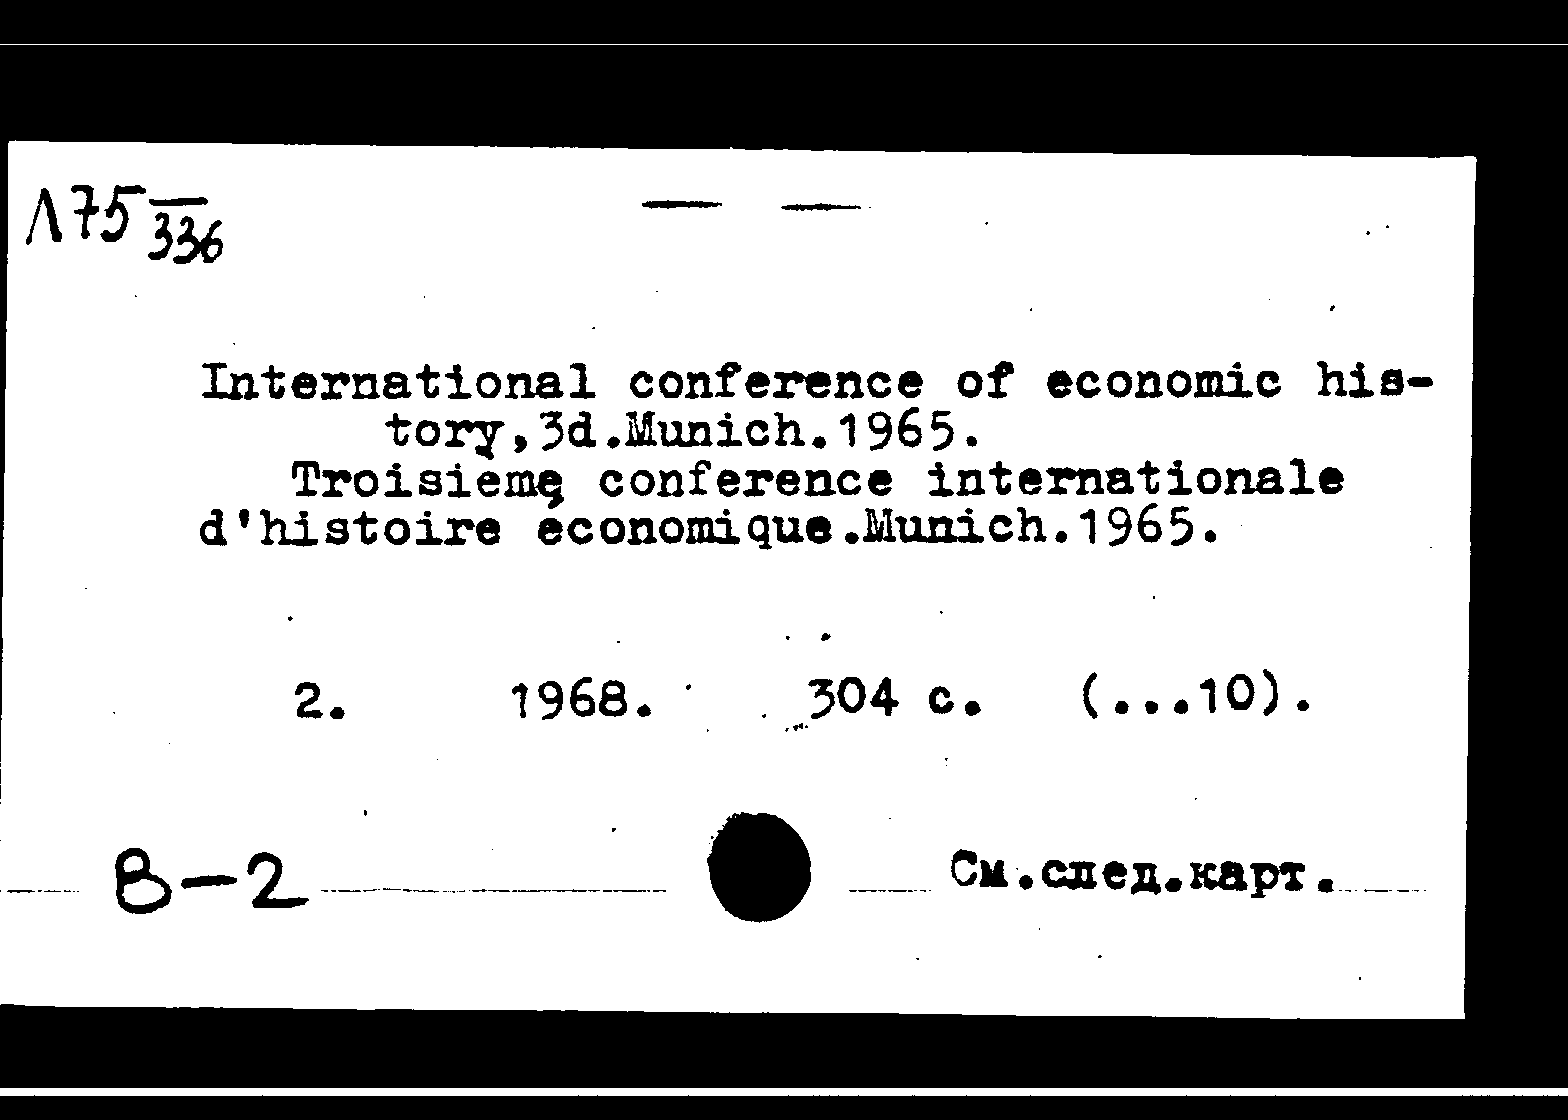 Л75
336
International conference of economic his-
tory,3d.Munich.1965.
Troisieme conference internationale
d'histoire économique.Munich.1965.
2. 1968. 304 с. (...10).
В-2
См.след.карт.